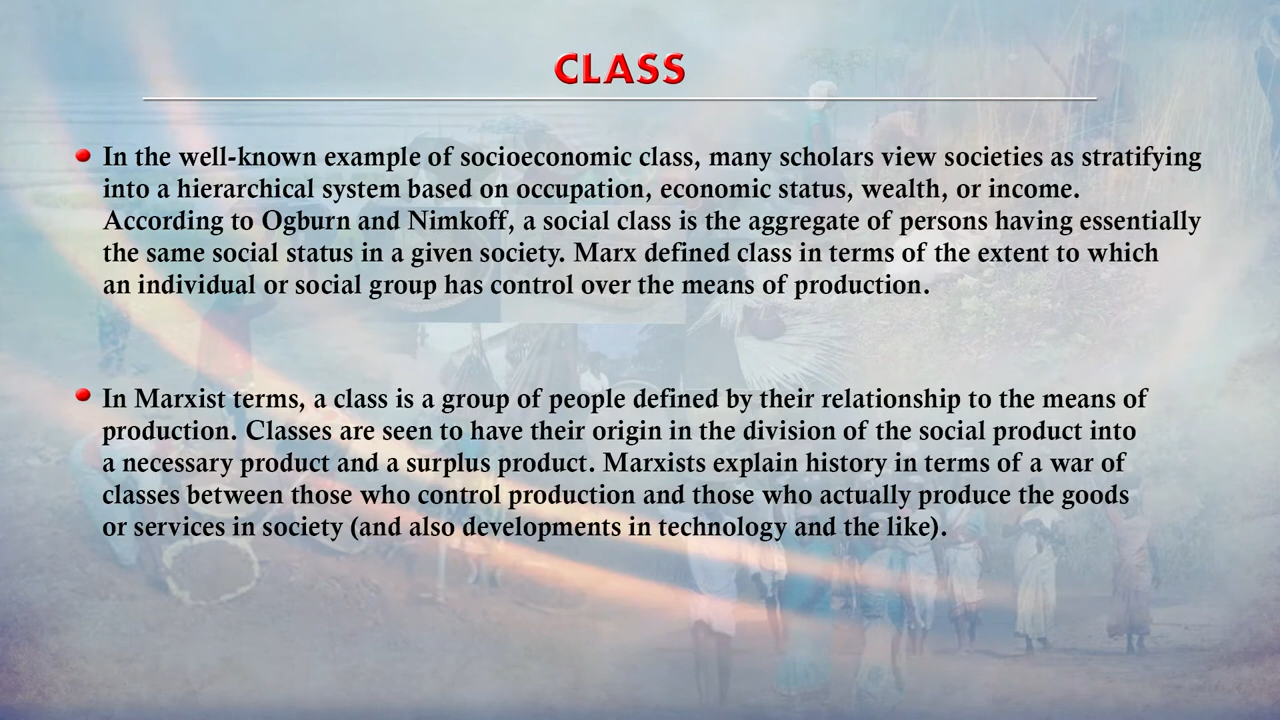 CLASS
In the well-known example of socioeconomic class, many scholars view societies as stratifying
into a hierarchical system based on occupation, economic status, wealth, or income.
According to Ogburn and Nimkoff, a social class is the aggregate of persons having essentially
the same social status in a given society. Marx defined class in terms of the extent to which
an individual or social group has control over the means of production.
In Marxist terms, a class is a group of people defined by their relationship to the means of
production. Classes are seen to have their origin in the division of the social product into
a necessary product and a surplus product. Marxists explain history in terms of a war of
classes between those who control production and those who actually produce the goods
or services in society (and also developments in technology and the like).